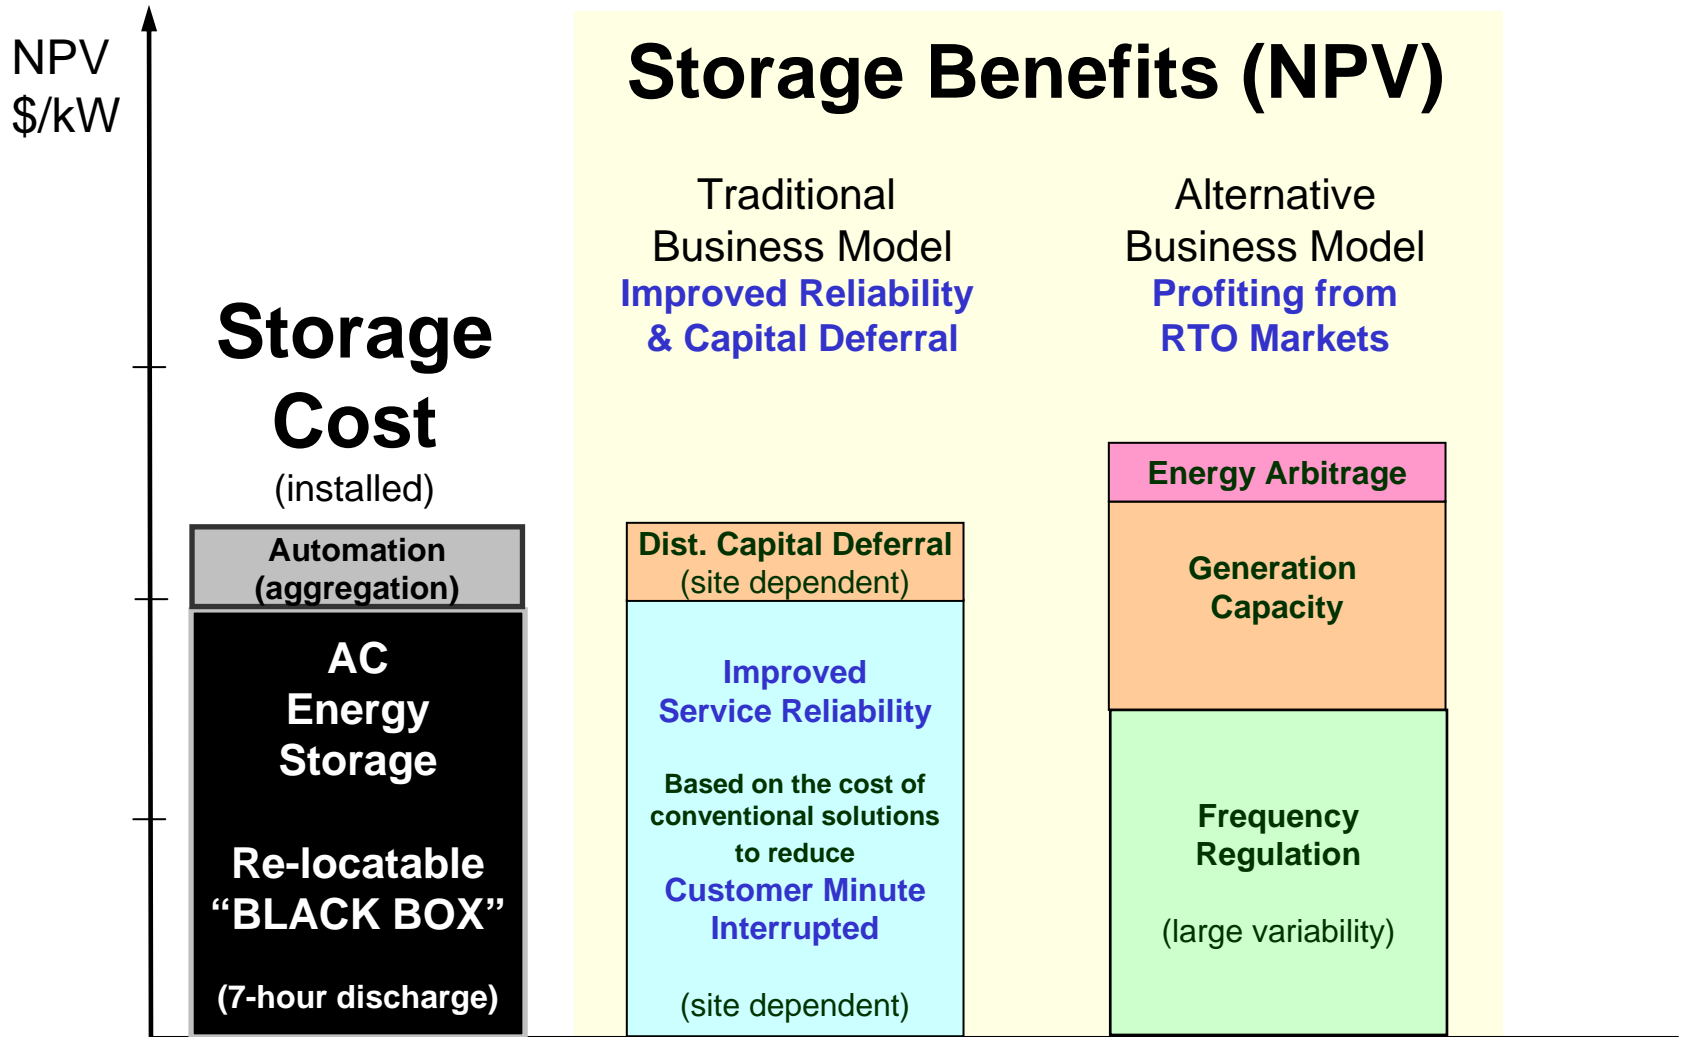 NPV
$/kW
Storage Benefits (NPV)
Traditional
Business Model
Improved Reliability
& Capital Deferral
Alternative
Business Model
Profiting from
RTO Markets
Storage
Cost
(installed)
Automation
(aggregation)
AC
Energy
Storage
Re-locatable
“BLACK BOX”
(7-hour discharge)
Dist. Capital Deferral
(site dependent)
Improved
Service Reliability
Based on the cost of
conventional solutions
to reduce
Customer Minute
Interrupted
(site dependent)
Energy Arbitrage
Generation
Capacity
Frequency
Regulation
(large variability)